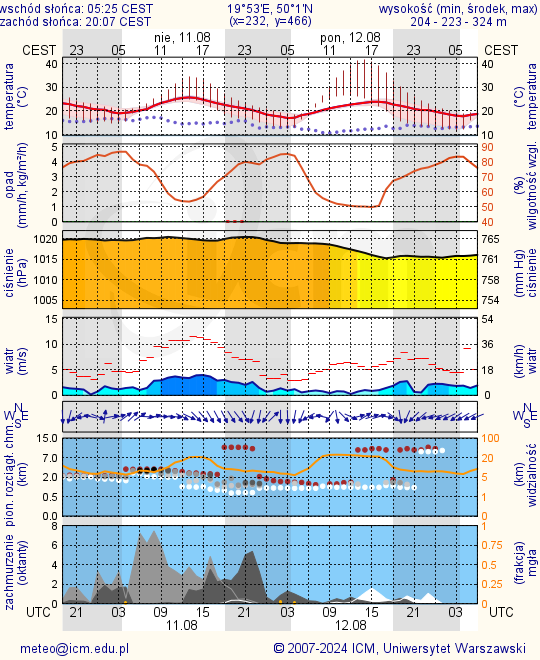 wschód słońca: 05:25 CEST 19°53'E, 50°1'N wysokość (min, środek, max)
zachód słońca: 20:07 CEST (x=232, y=466) 204 - 223 - 324 m
nie, 11.08 pon, 12.08
CEST 23 05 11 17 23 05 11 17 23 05 CEST
temperatura
(°C)
40
30
20
10
40
30
20
10
(°C)
temperatura
opad
(mm/h. kg/m²/h)
5
4
3
2
1
0
90
80
70
60
50
40
(%)
wilgotność wzgl.
ciśnienie
(hPa)
1020
1015
1010
1005
765
761
758
754
(mm Hg)
ciśnienie
wiatr
(m/s)
15
10
5
0
54
36
18
0
(km/h)
wiatr
N
W E
S
N
W E
S
pion. rozciągł. chm.
(km)
15.0
7.0
2.0
0.5
0.0
100
20
10
5
1
0
(km)
widzialność
zachmurzenie
(oktanty)
8
6
4
2
0
1
0.75
0.5
0.25
0
(frakcja)
mgła
UTC 21 03 09 15 21 03 09 15 21 03 UTC
11.08 12.08
meteo@icm.edu.pl © 2007-2024 ICM, Uniwersytet Warszawski